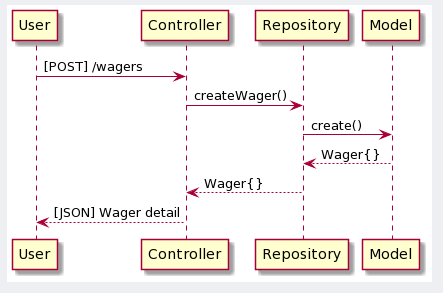 User Controller Repository Model
[POST] /wagers
createWager()
create()
Wager{}
Wager{}
[JSON] Wager detail
User Controller Repository Model